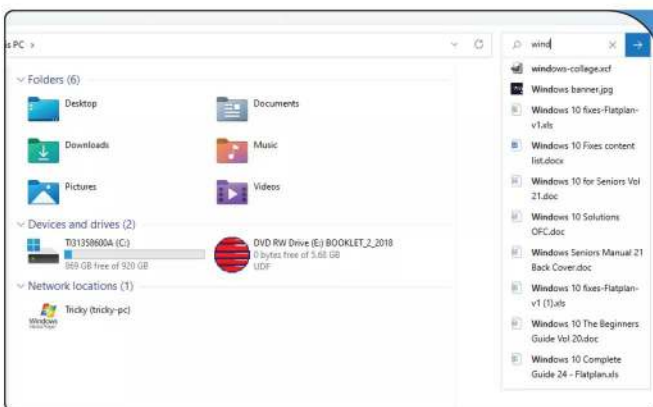 is PC >
wind
Folders (6)
Desktop
Documents
Downloads
Music
Pictures
Videos
Devices and drives (2)
TI31358600A (C:)
869 GB free of 920 GB
DVD RW Drive (E:) BOOKLET_2_2018
0 bytes free of 5.68 GB
UDF
Network locations (1)
Tricky (tricky-pc)
Windows
windows-collage.xcf
Windows banner.jpg
Windows 10 fixes-Flatplan-
v1.xls
Windows 10 Fixes content
list.docx
Windows 10 for Seniors Vol
21.doc
Windows 10 Solutions
OFC.doc
Windows Seniors Manual 21
Back Cover.doc
Windows 10 fixes-Flatplan-
v1 (1).xls
Windows 10 The Beginners
Guide Vol 20.doc
Windows 10 Complete
Guide 24 - Flatplan.xls